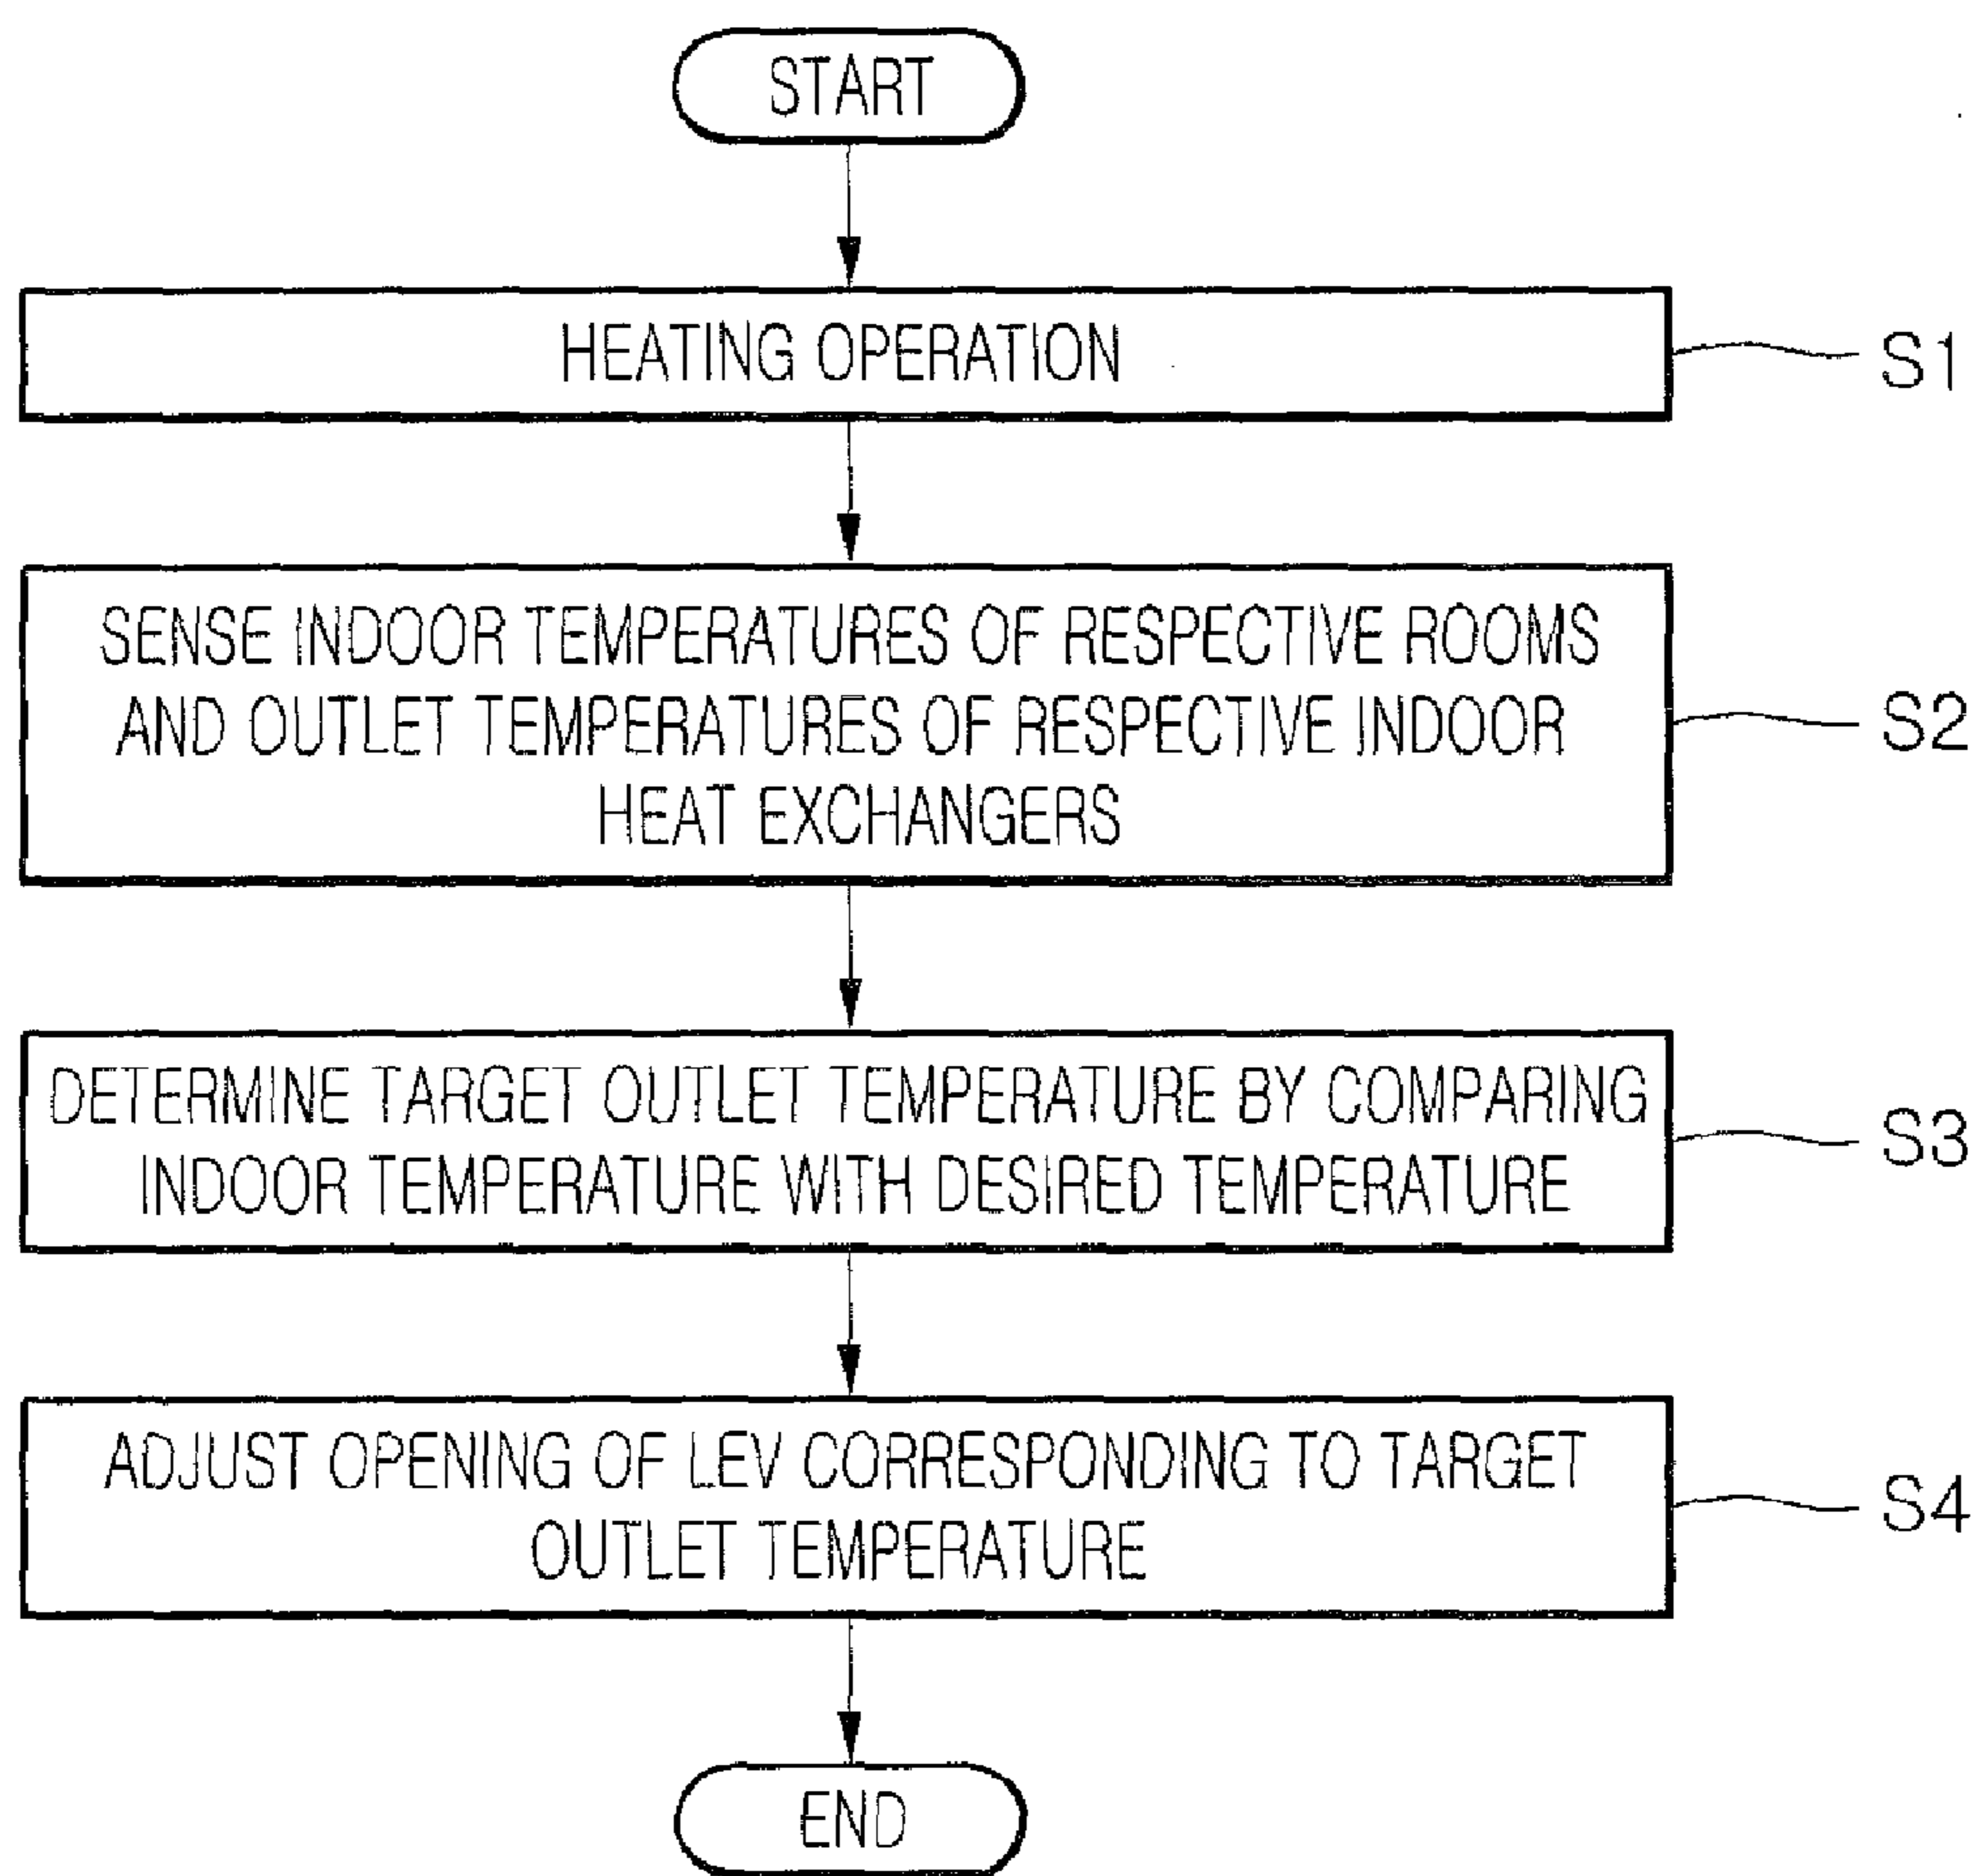 START
HEATING OPERATION
S1
SENSE INDOOR TEMPERATURES OF RESPECTIVE ROOMS
AND OUTLET TEMPERATURES OF RESPECTIVE INDOOR
HEAT EXCHANGERS
S2
DETERMINE TARGET OUTLET TEMPERATURE BY COMPARING
INDOOR TEMPERATURE WITH DESIRED TEMPERATURE
S3
ADJUST OPENING OF LEV CORRESPONDING TO TARGET
OUTLET TEMPERATURE
S4
END